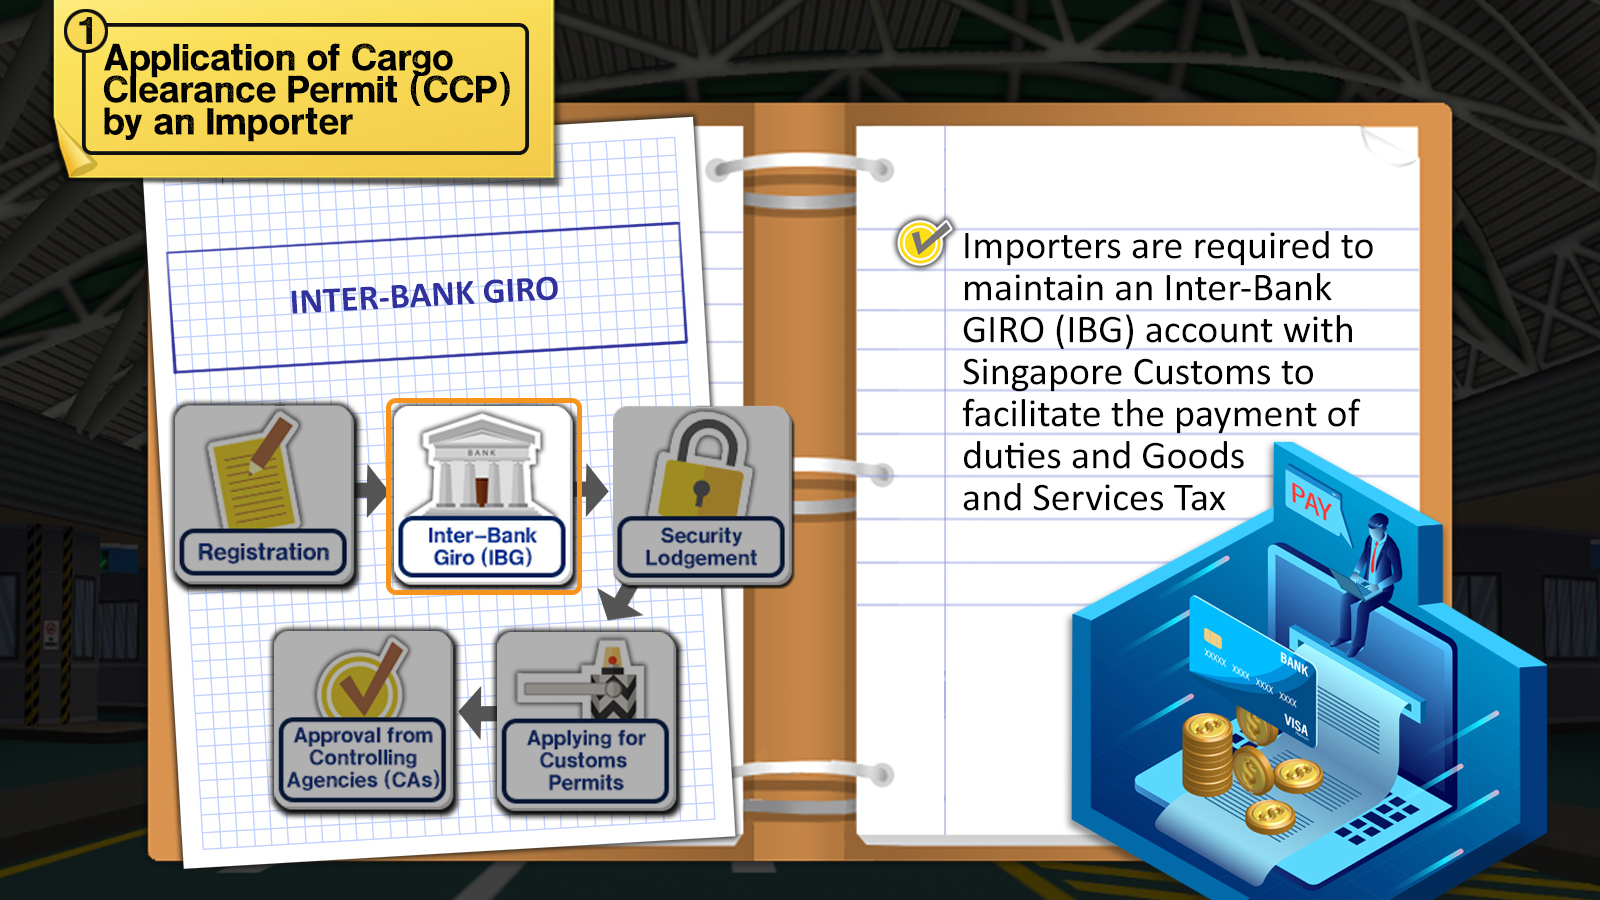 1
Application of Cargo
Clearance Permit (CCP)
by an Importer
INTER-BANK GIRO
Registration
BANK
Inter-Bank
Giro (IBG)
Security
Lodgement
Approval from
Controlling
Agencies (CAs)
Applying for
Customs
Permits
Importers are required to
maintain an Inter-Bank
GIRO (IBG) account with
Singapore Customs to
facilitate the payment of
duties and Goods
and Services Tax
PAY
BANK
XXXXX XXXX XXXX XXXX
VISA